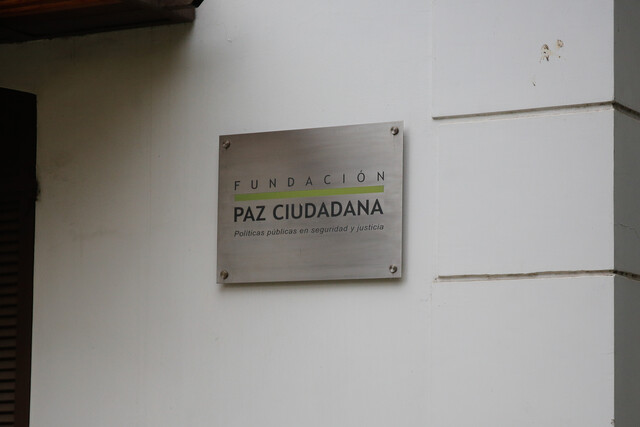 FUNDACIÓN
PAZ CIUDADANA
Políticas públicas en seguridad y justicia